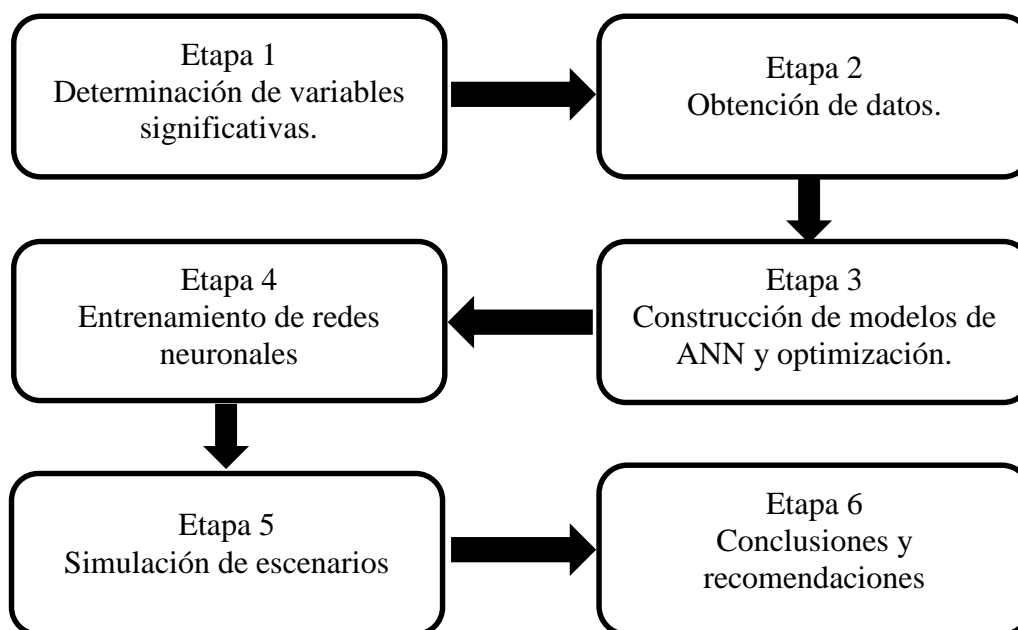 Etapa 1
Determinación de variables
significativas.
Etapa 2
Obtención de datos.
Etapa 3
Construcción de modelos de
ANN y optimización.
Etapa 4
Entrenamiento de redes
neuronales
Etapa 5
Simulación de escenarios
Etapa 6
Conclusiones y
recomendaciones